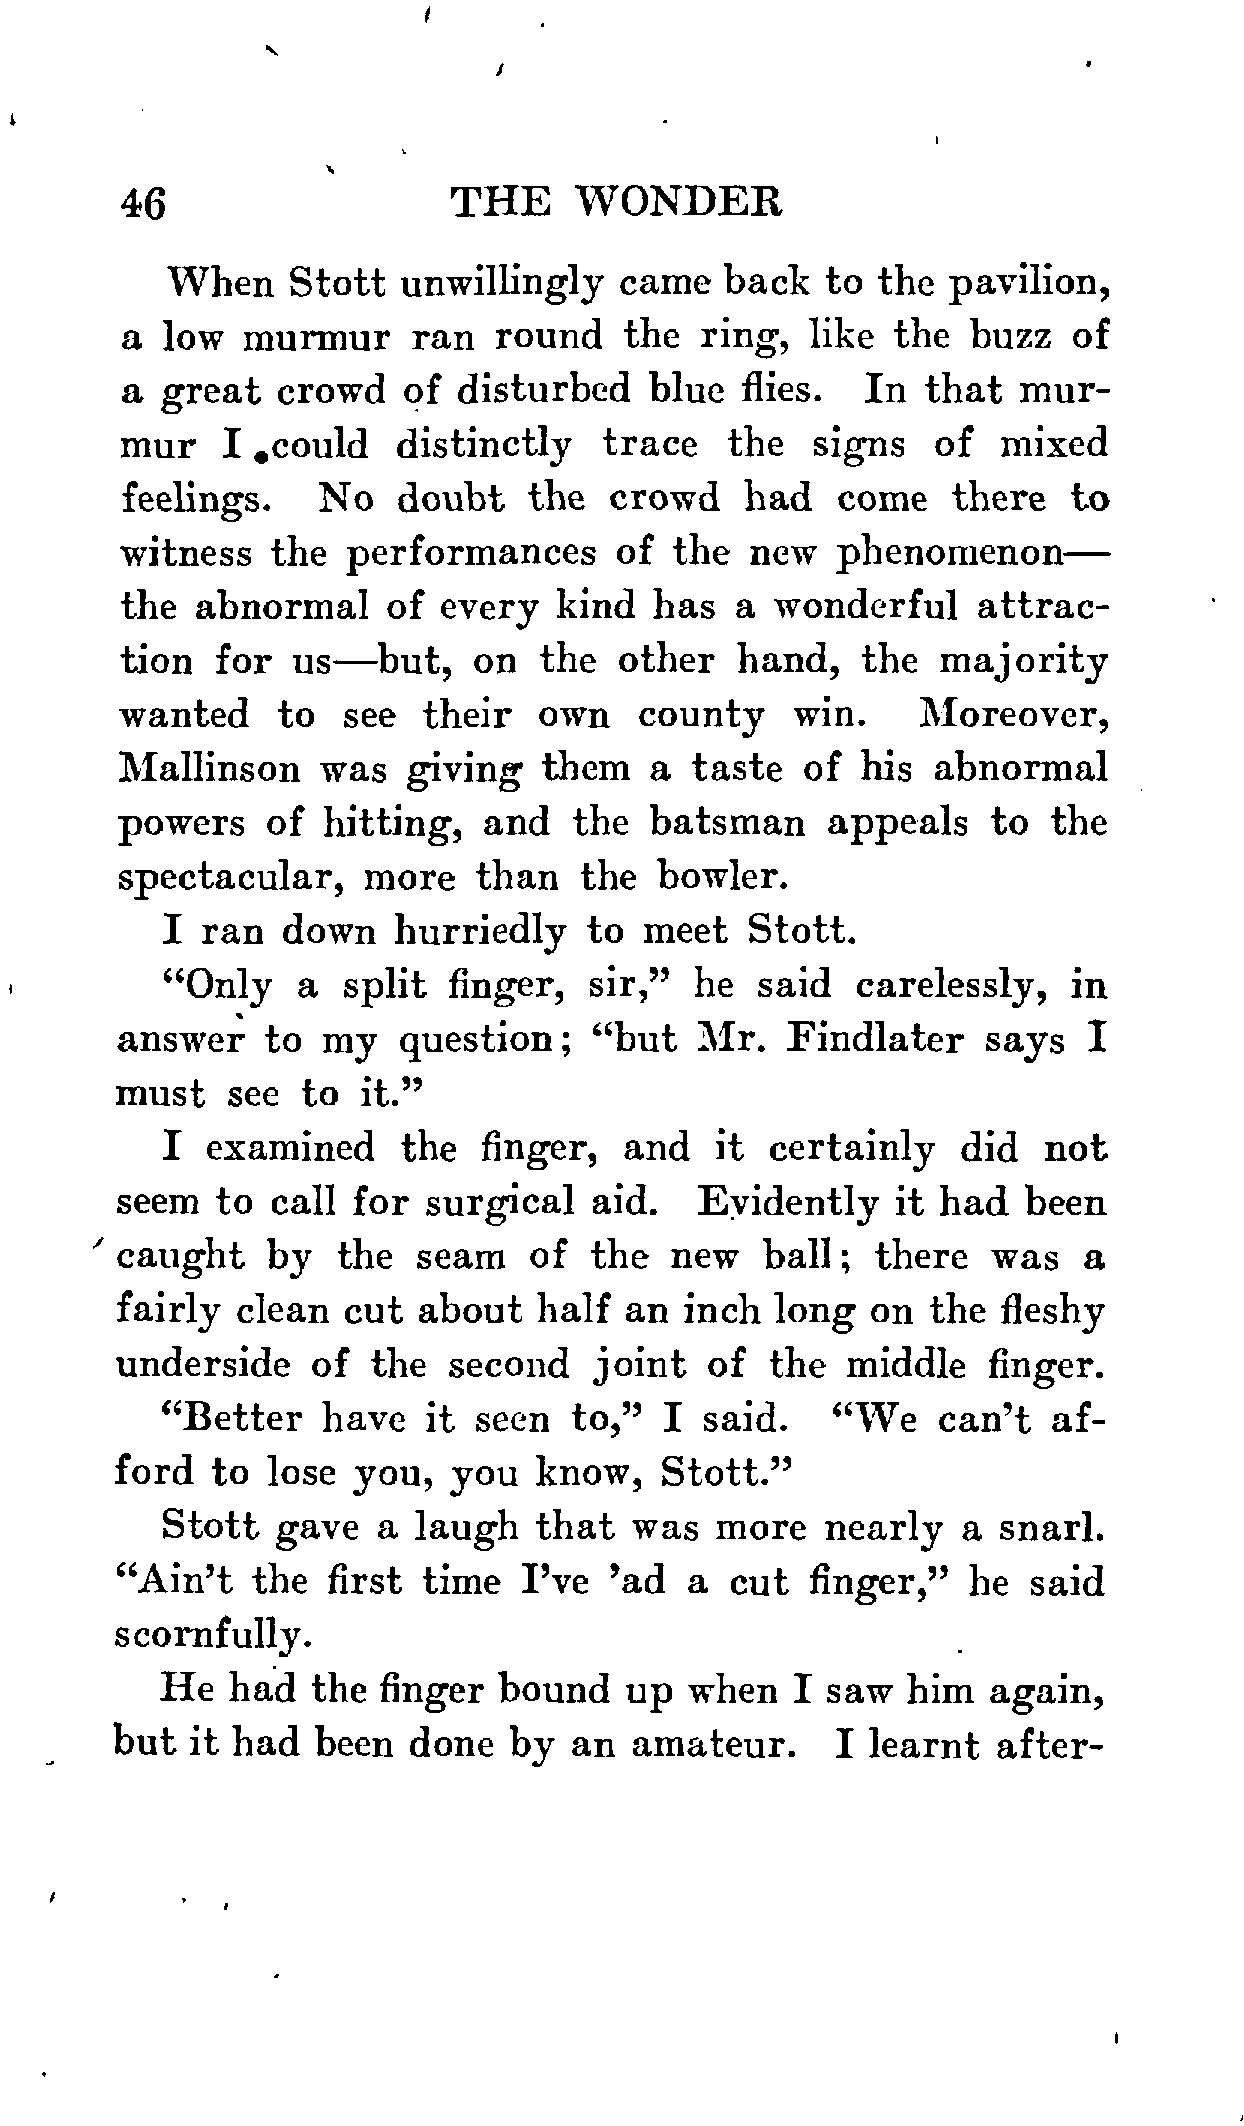 46 THE WONDER
When Stott unwillingly came back to the pavilion,
a low murmur ran round the ring, like the buzz of
a great crowd of disturbed blue flies. In that mur-
mur I could distinctly trace the signs of mixed
feelings. No doubt the crowd had come there to
witness the performances of the new phenomenon—
the abnormal of every kind has a wonderful attrac-
tion for us—but, on the other hand, the majority
wanted to see their own county win. Moreover,
Mallinson was giving them a taste of his abnormal
powers of hitting, and the batsman appeals to the
spectacular, more than the bowler.
I ran down hurriedly to meet Stott.
“Only a split finger, sir,” he said carelessly, in
answer to my question; “but Mr. Findlater says I
must see to it.”
I examined the finger, and it certainly did not
seem to call for surgical aid. Evidently it had been
caught by the seam of the new ball; there was a
fairly clean cut about half an inch long on the fleshy
underside of the second joint of the middle finger.
“Better have it seen to,” I said. “We can’t af-
ford to lose you, you know, Stott.”
Stott gave a laugh that was more nearly a snarl.
“Ain’t the first time I’ve ’ad a cut finger,” he said
scornfully.
He had the finger bound up when I saw him again,
but it had been done by an amateur. I learnt after-